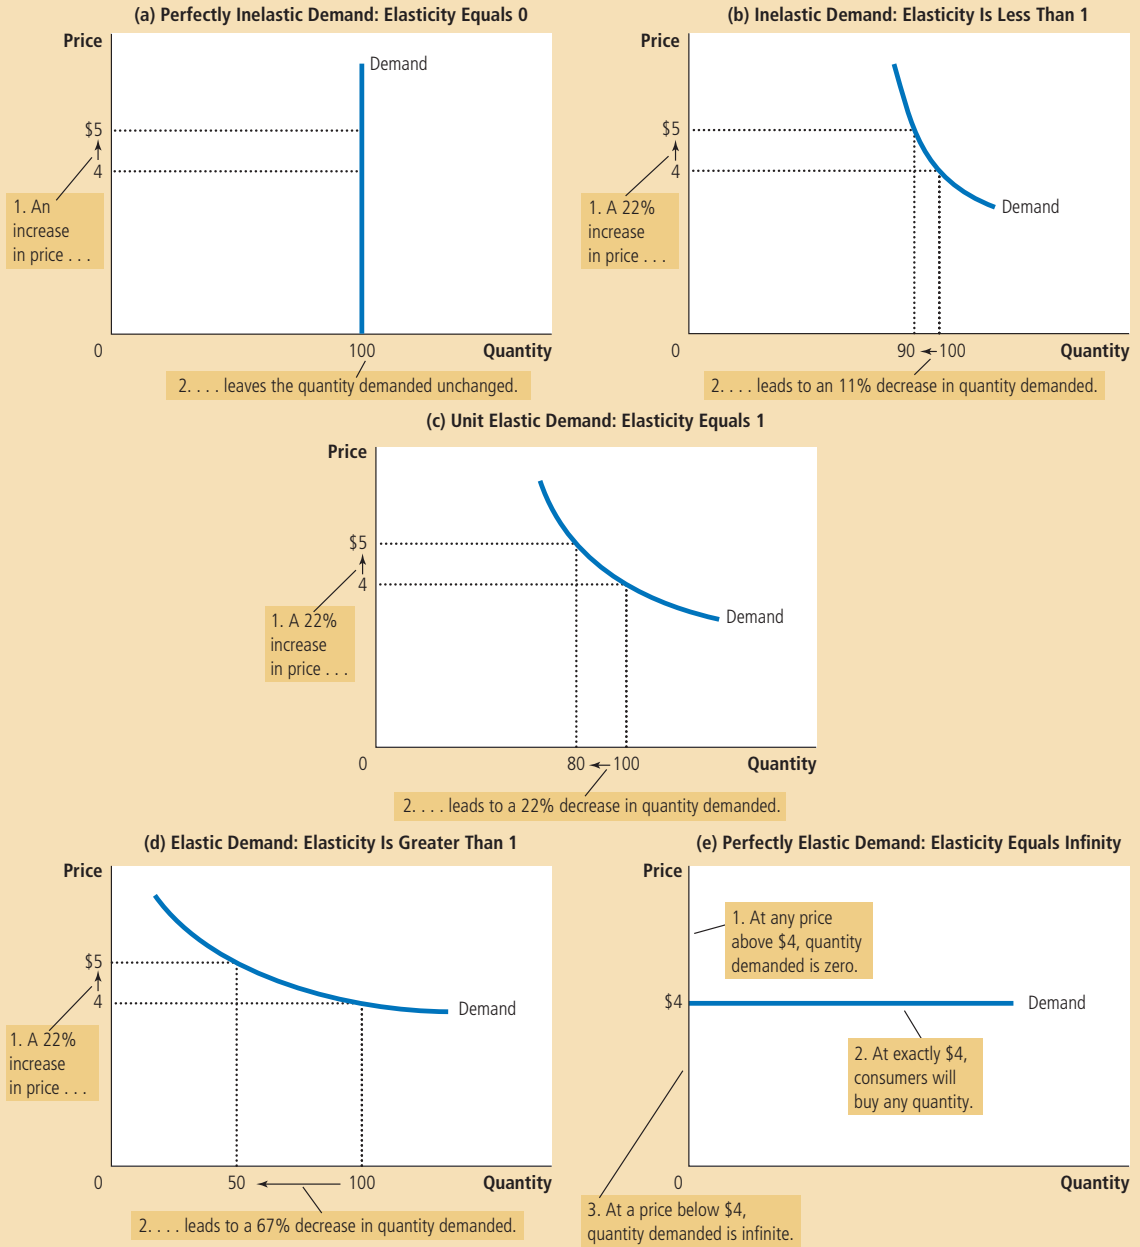 (a) Perfectly Inelastic Demand: Elasticity Equals 0
Price
Demand
$5
4
1. An
increase
in price . . .
0
100
Quantity
2. . . . leaves the quantity demanded unchanged.
(b) Inelastic Demand: Elasticity Is Less Than 1
Price
$5
4
1. A 22%
increase
in price . . .
Demand
0
90
100
Quantity
2. . . . leads to an 11% decrease in quantity demanded.
(c) Unit Elastic Demand: Elasticity Equals 1
Price
$5
4
1. A 22%
increase
in price . . .
Demand
0
80
100
Quantity
2. . . . leads to a 22% decrease in quantity demanded.
(d) Elastic Demand: Elasticity Is Greater Than 1
Price
$5
4
Demand
1. A 22%
increase
in price . . .
0
50
100
Quantity
2. . . . leads to a 67% decrease in quantity demanded.
(e) Perfectly Elastic Demand: Elasticity Equals Infinity
Price
1. At any price
above $4, quantity
demanded is zero.
$4
Demand
2. At exactly $4,
consumers will
buy any quantity.
0
Quantity
3. At a price below $4,
quantity demanded is infinite.